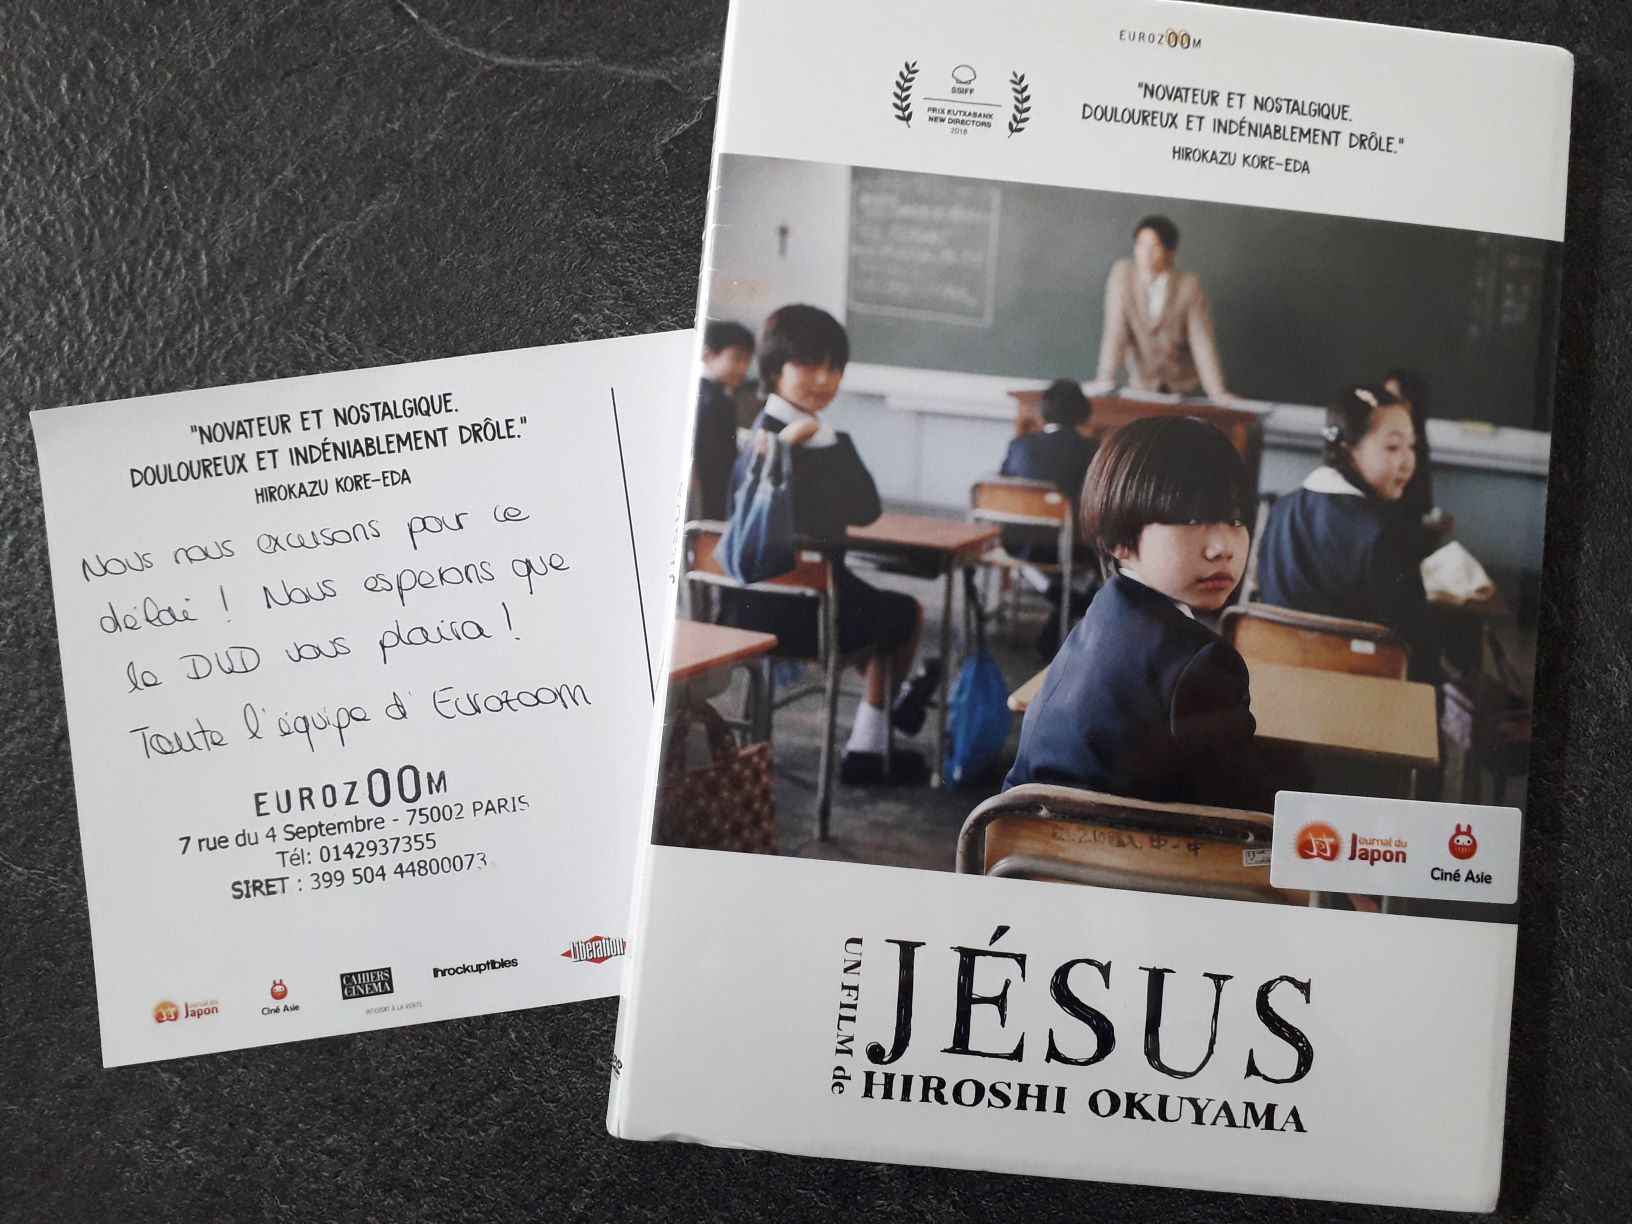 "NOVATEUR ET NOSTALGIQUE.
DOULOUREUX ET INDÉNIABLEMENT DRÔLE."
HIROKAZU KORE-EDA
Nous nous excusons pour ce
délai ! Nous esperons que
le DVD vous plaira !
Toute l'équipe d'Eurozoom
EUROZOOM
7 rue du 4 Septembre - 75002 PARIS
Tél: 0142937355
SIRET : 399 504 44800073
Journal du
Japon
Ciné Asie
CAHIERS
CINEMA
INTERDIT À LA VENTE
Inrockuptibles
Libération
EUROZOOM
SSIFF
PRIX KUTXABANK
NEW DIRECTORS
2018
"NOVATEUR ET NOSTALGIQUE.
DOULOUREUX ET INDÉNIABLEMENT DRÔLE."
HIROKAZU KORE-EDA
Journal du
Japon
Ciné Asie
JÉSUS
UN FILM de
HIROSHI OKUYAMA